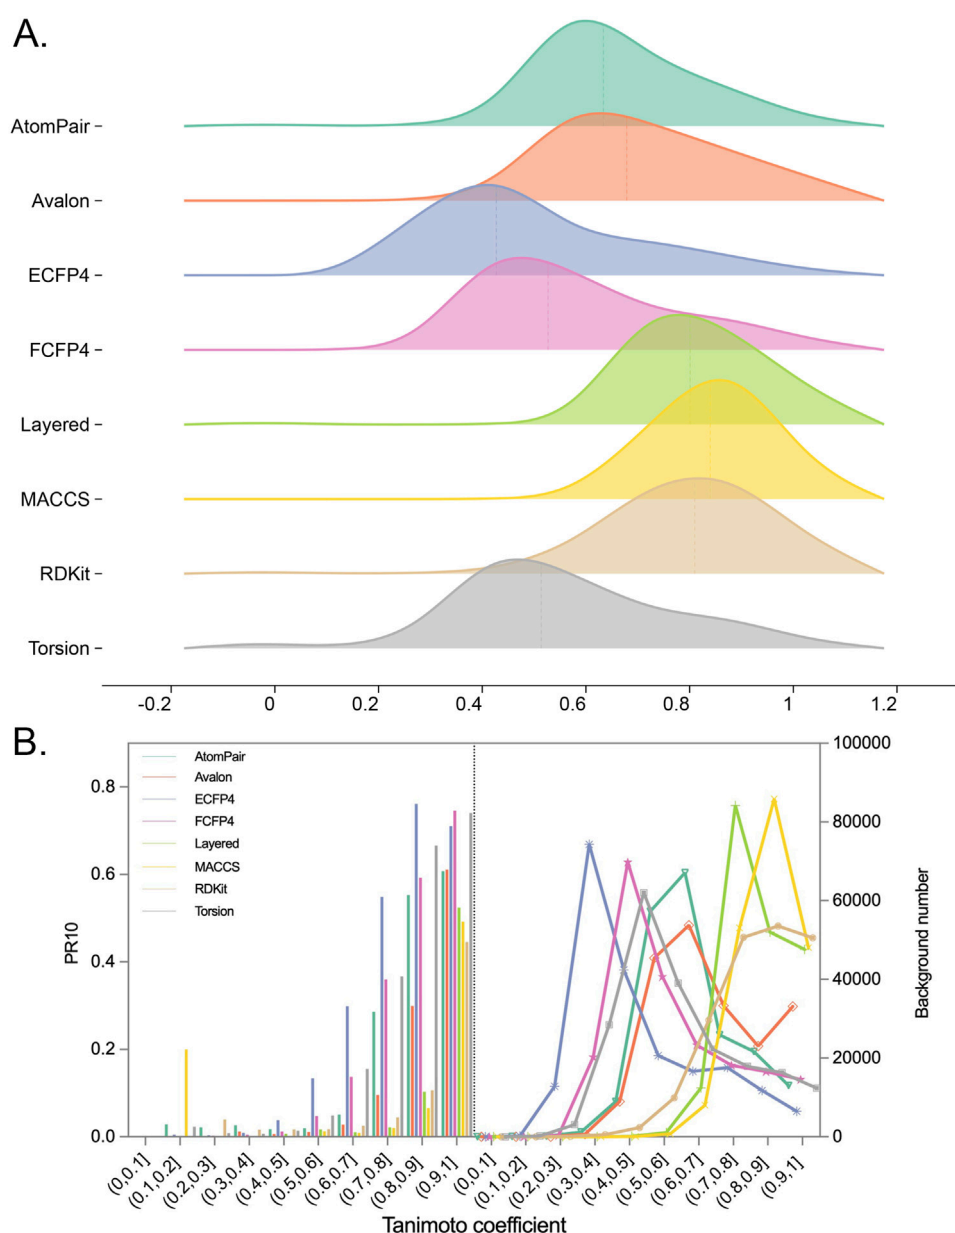 A.
AtomPair
Avalon
ECFP4
FCFP4
Layered
MACCS
RDKit
Torsion
-0.2 0 0.2 0.4 0.6 0.8 1 1.2
B.
AtomPair
Avalon
ECFP4
FCFP4
Layered
MACCS
RDKit
Torsion
PR10
0.8
0.6
0.4
0.2
0.0
100000
80000
60000
40000
20000
0
Background number
(0,0.1] (0.1,0.2] (0.2,0.3] (0.3,0.4] (0.4,0.5] (0.5,0.6] (0.6,0.7] (0.7,0.8] (0.8,0.9] (0.9,1] (0,0.1] (0.1,0.2] (0.2,0.3] (0.3,0.4] (0.4,0.5] (0.5,0.6] (0.6,0.7] (0.7,0.8] (0.8,0.9] (0.9,1]
Tanimoto coefficient